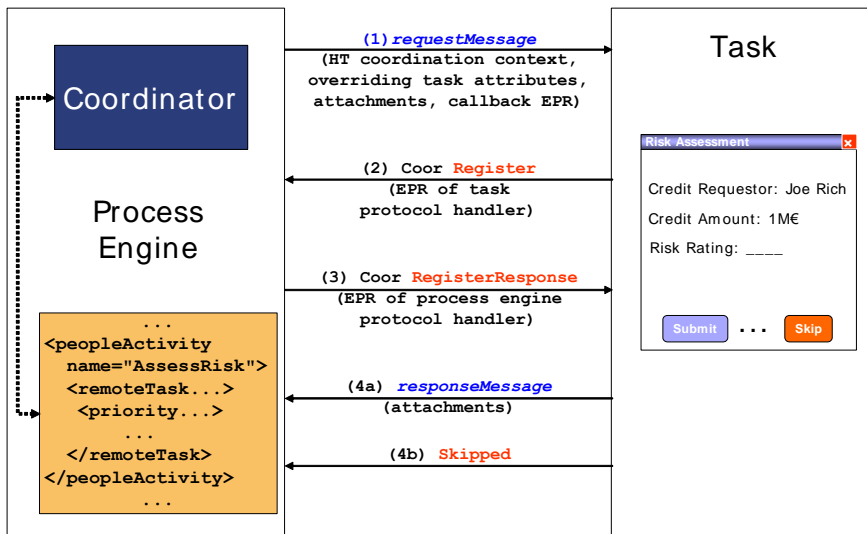 Coordinator
Process
Engine
...
<peopleActivity
name="AssessRisk">
<remoteTask...>
<priority...>
...
</remoteTask>
</peopleActivity>
...
(1)requestMessage
(HT coordination context,
overriding task attributes,
attachments, callback EPR)
(2) Coor Register
(EPR of task
protocol handler)
(3) Coor RegisterResponse
(EPR of process engine
protocol handler)
(4a) responseMessage
(attachments)
(4b) Skipped
Task
Risk Assessment x
Credit Requestor: Joe Rich
Credit Amount: 1M€
Risk Rating: ____
Submit ... Skip